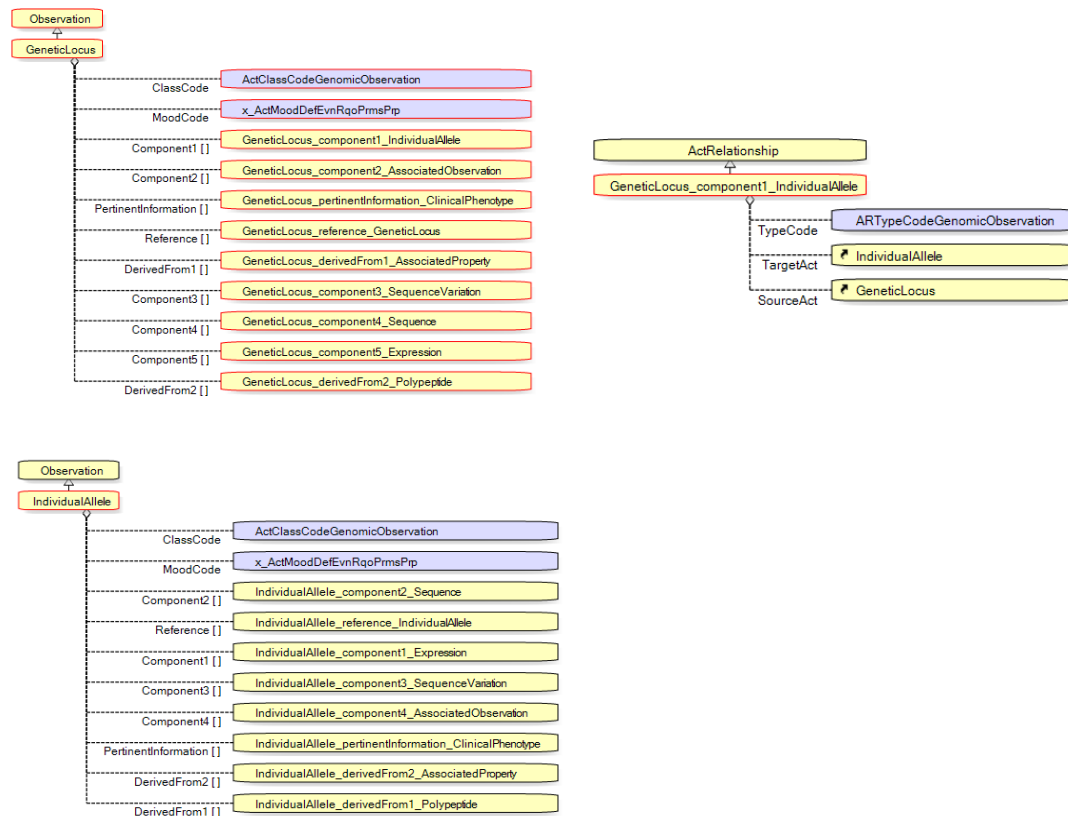 Observation
GeneticLocus
ClassCode
ActClassCodeGenomicObservation
MoodCode
x_ActMoodDefEvnRqoPrmsPrp
Component1 []
GeneticLocus_component1_IndividualAllele
Component2 []
GeneticLocus_component2_AssociatedObservation
PertinentInformation []
GeneticLocus_pertinentInformation_ClinicalPhenotype
Reference []
GeneticLocus_reference_GeneticLocus
DerivedFrom1 []
GeneticLocus_derivedFrom1_AssociatedProperty
Component3 []
GeneticLocus_component3_SequenceVariation
Component4 []
GeneticLocus_component4_Sequence
Component5 []
GeneticLocus_component5_Expression
DerivedFrom2 []
GeneticLocus_derivedFrom2_Polypeptide
ActRelationship
GeneticLocus_component1_IndividualAllele
TypeCode
ARTypeCodeGenomicObservation
TargetAct
IndividualAllele
SourceAct
GeneticLocus
Observation
IndividualAllele
ClassCode
ActClassCodeGenomicObservation
MoodCode
x_ActMoodDefEvnRqoPrmsPrp
Component2 []
IndividualAllele_component2_Sequence
Reference []
IndividualAllele_reference_IndividualAllele
Component1 []
IndividualAllele_component1_Expression
Component3 []
IndividualAllele_component3_SequenceVariation
Component4 []
IndividualAllele_component4_AssociatedObservation
PertinentInformation []
IndividualAllele_pertinentInformation_ClinicalPhenotype
DerivedFrom2 []
IndividualAllele_derivedFrom2_AssociatedProperty
DerivedFrom1 []
IndividualAllele_derivedFrom1_Polypeptide